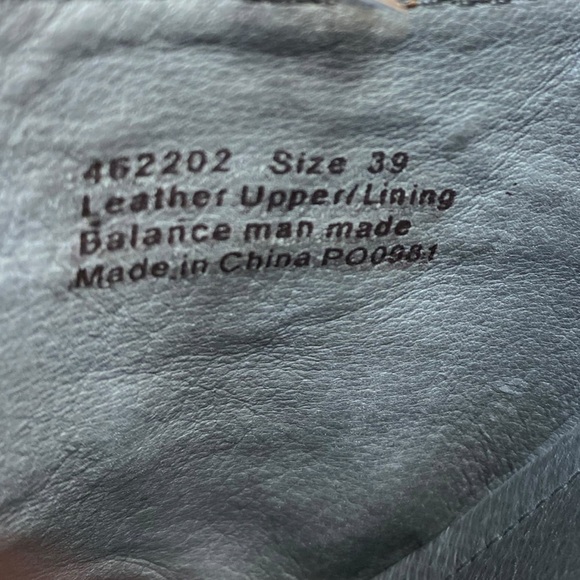 462202 Size 39
Leather Upper/Lining
Balance man made
Made in China PO0981